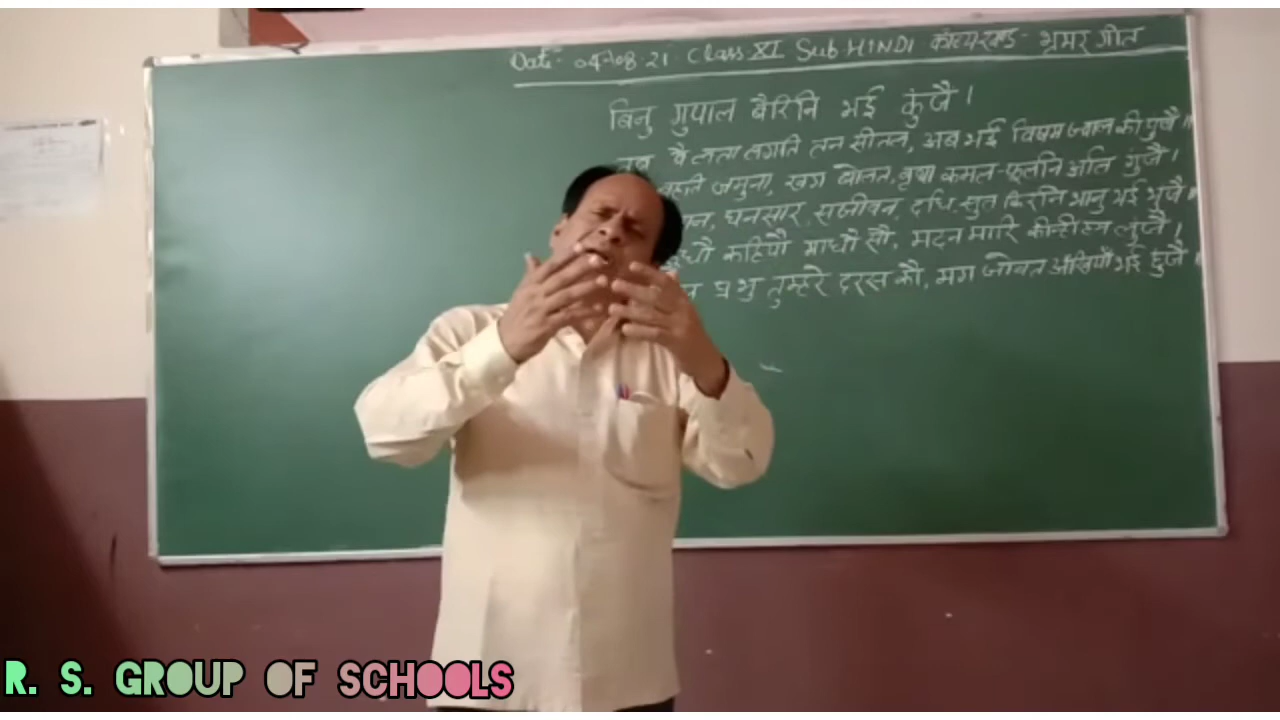 Date- 04-08-21. Class XI Sub HINDI काव्यखण्ड- भ्रमर गीत
बिनु गुपाल बैरिनि भई कुंजै ।
तब वै लता लगति तन सीतल, अब भई विषम ज्वाल की पुंजै ॥
बहति जमुना, खग बोलत, वृथा कमल-फूलनि अलि गुंजै ।
घनसार, सजीवन, दधि-सुत किरनि भानु भई भुंजै ॥
कहियौ माधौ सौं, मदन मारि कीन्ही हम लुंजै ।
प्रभु तुम्हरे दरस कौं, मग जोवत अँखियाँ भई धुंजै ॥
R. S. GROUP OF SCHOOLS